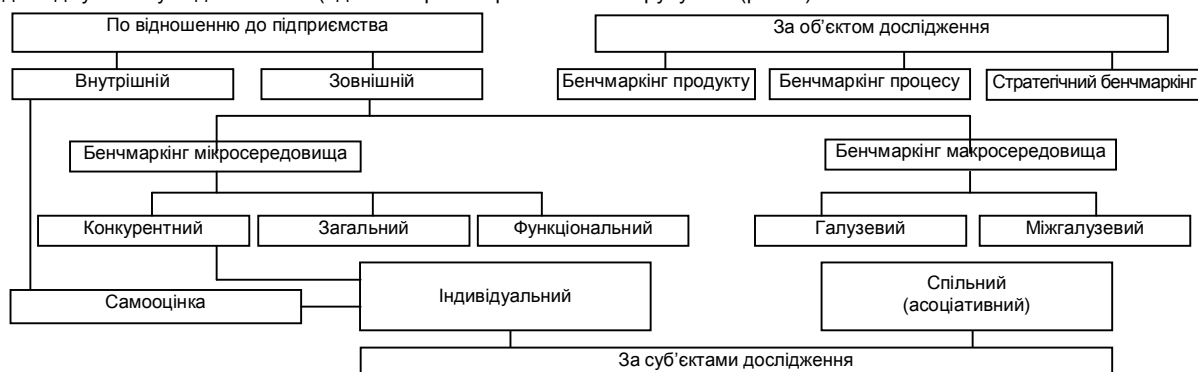 По відношенню до підприємства
За об’єктом дослідження
Внутрішній
Зовнішній
Бенчмаркінг продукту
Бенчмаркінг процесу
Стратегічний бенчмаркінг
Бенчмаркінг мікросередовища
Бенчмаркінг макросередовища
Конкурентний
Загальний
Функціональний
Галузевий
Міжгалузевий
Самооцінка
Індивідуальний
Спільний
(асоціативний)
За суб’єктами дослідження